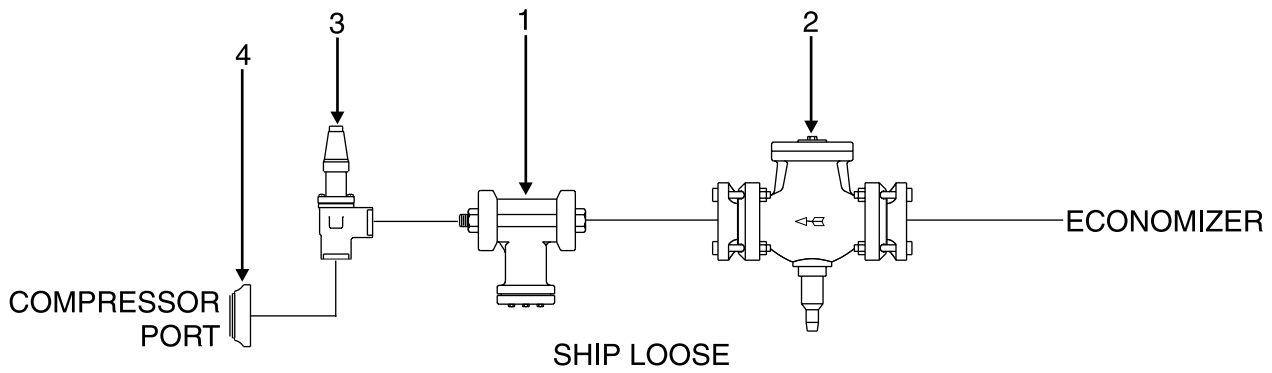 4
3
1
2
ECONOMIZER
COMPRESSOR
PORT
SHIP LOOSE